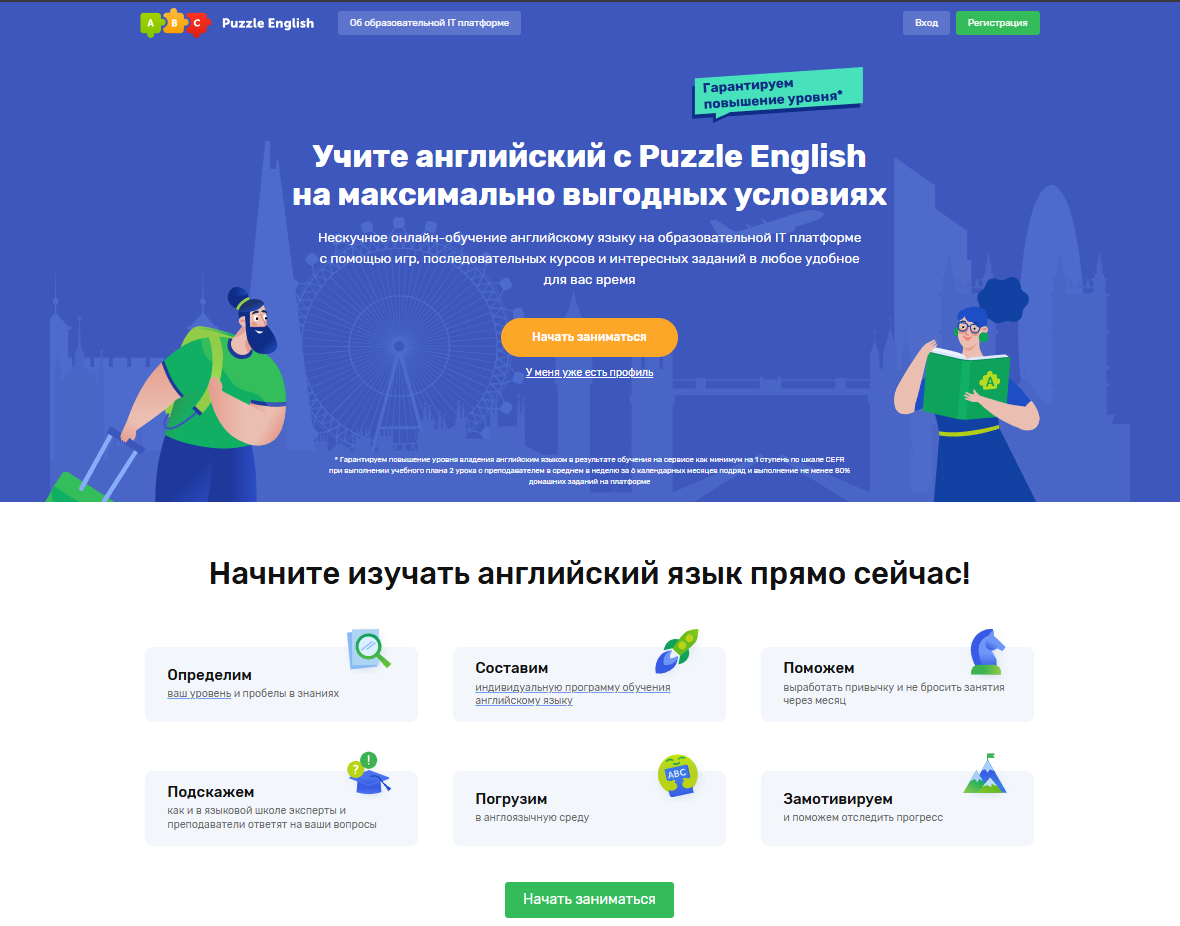 A B C Puzzle English
Об образовательной IT платформе
Вход
Регистрация
Гарантируем
повышение уровня*
Учите английский с Puzzle English
на максимально выгодных условиях
Нескучное онлайн-обучение английскому языку на образовательной IT платформе
с помощью игр, последовательных курсов и интересных заданий в любое удобное
для вас время
Начать заниматься
У меня уже есть профиль
A
* Гарантируем повышение уровня владения английским языком в результате обучения на сервисе как минимум на 1 ступень по шкале CEFR
при выполнении учебного плана 2 урока с преподавателем в среднем в неделю за 6 календарных месяцев подряд и выполнение не менее 80%
домашних заданий на платформе
Начните изучать английский язык прямо сейчас!
Определим
ваш уровень и пробелы в знаниях
Составим
индивидуальную программу обучения
английскому языку
Поможем
выработать привычку и не бросить занятия
через месяц
? !
Подскажем
как и в языковой школе эксперты и
преподаватели ответят на ваши вопросы
ABC
Погрузим
в англоязычную среду
Замотивируем
и поможем отследить прогресс
Начать заниматься